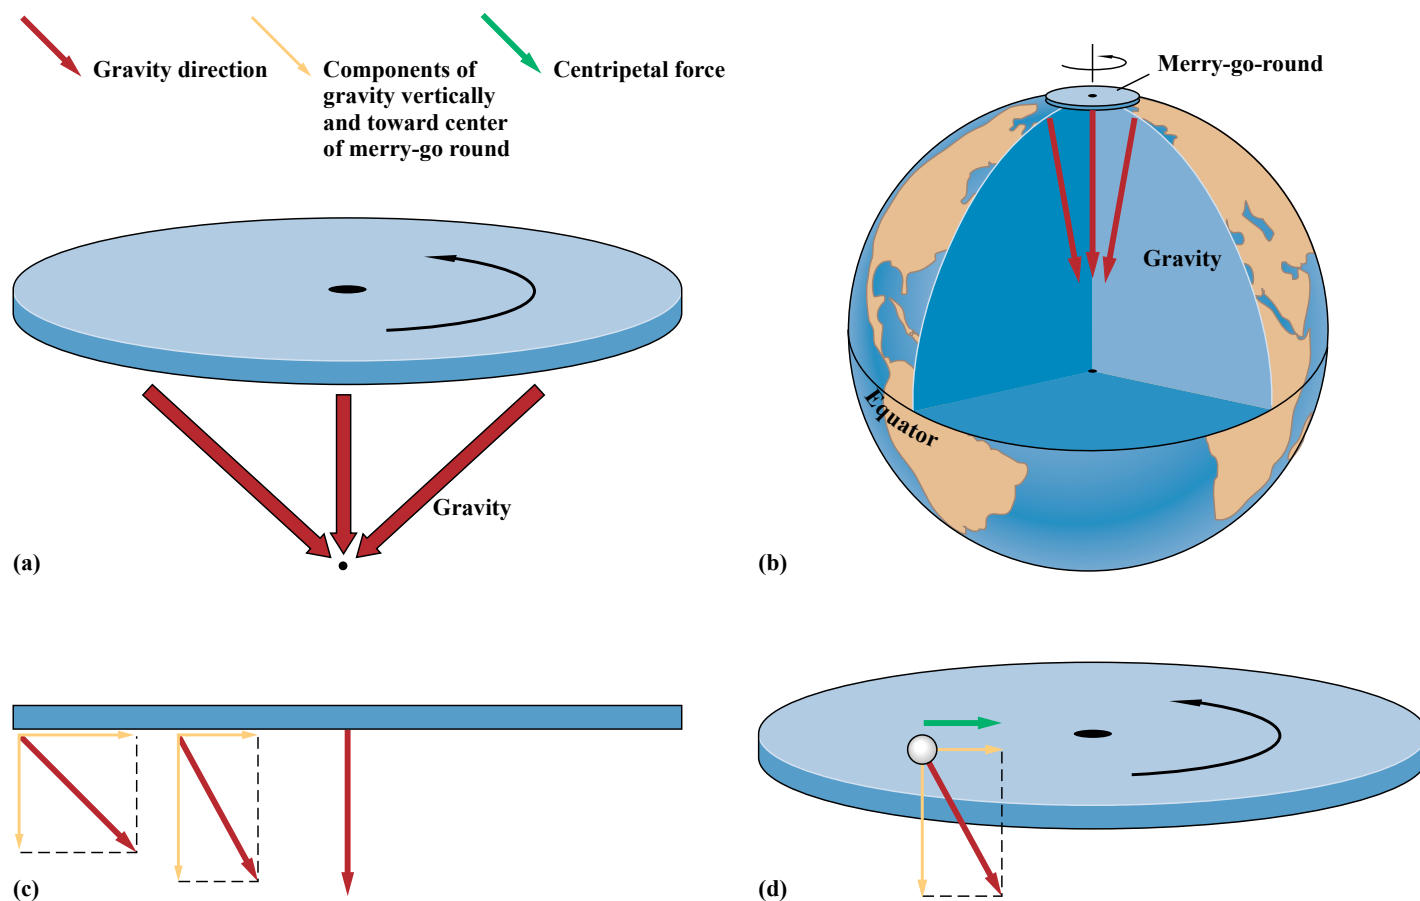 Gravity direction
Components of
gravity vertically
and toward center
of merry-go round
Centripetal force
Merry-go-round
Gravity
Equator
Gravity
(a)
(b)
(c)
(d)